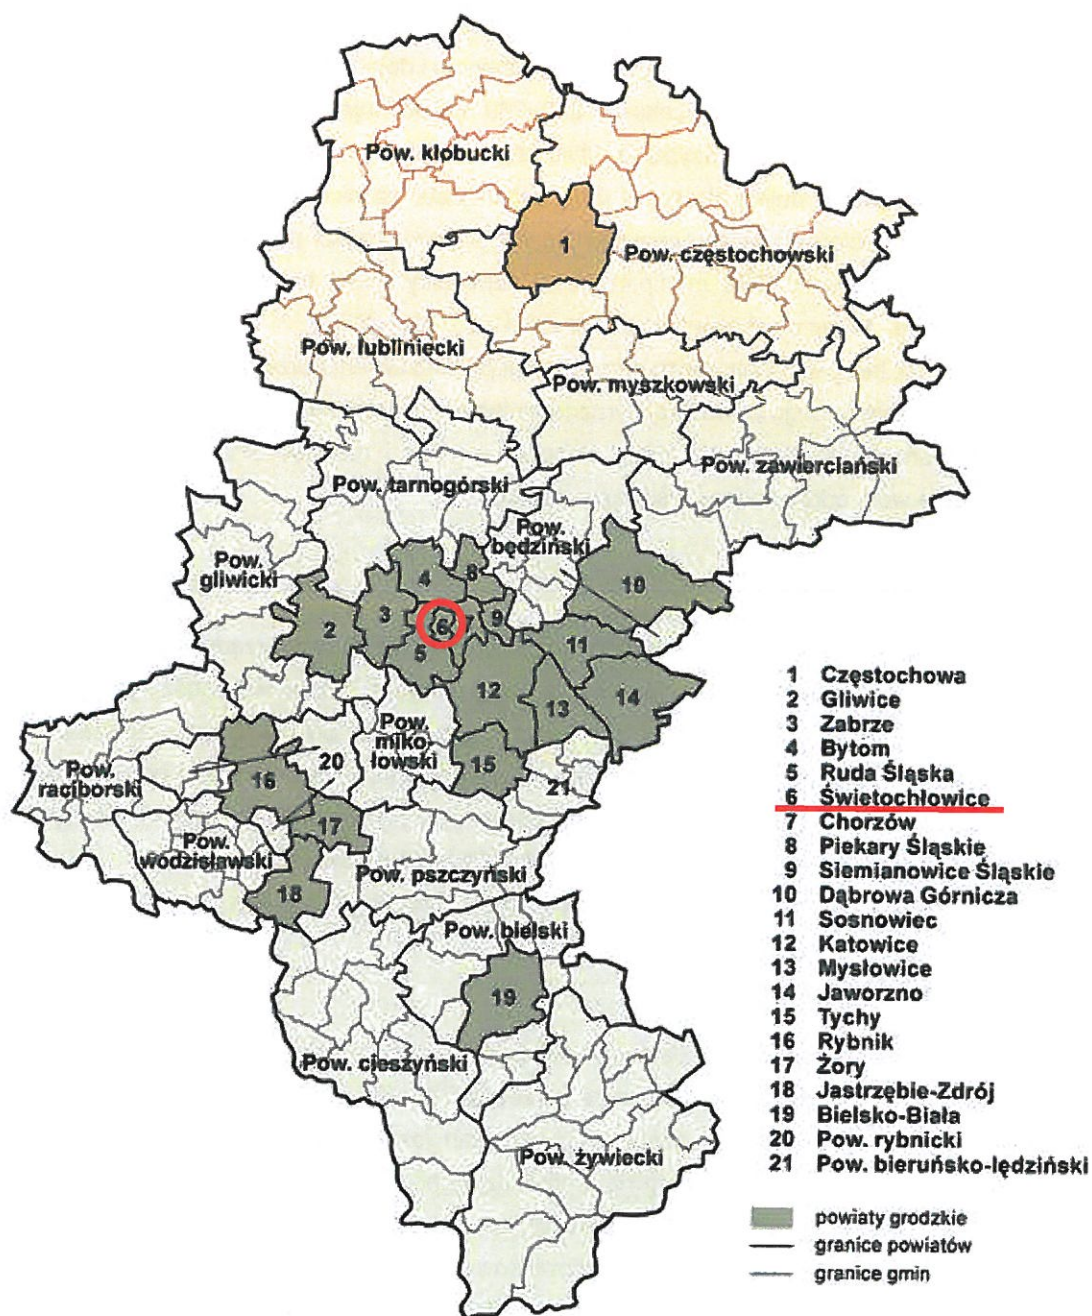 Pow. kłobucki
1
Pow. częstochowski
Pow. lubliniecki
Pow. myszkowski
Pow. zawierciański
Pow. tarnogórski
Pow.
będziński
Pow.
gliwicki
4
8
10
2
3
6
7
9
5
11
12
13
14
Pow.
miko-
łowski
15
Pow.
raciborski
16
20
21
17
Pow.
wodzisławski
18
Pow. pszczyński
Pow. bielski
19
Pow. cieszyński
Pow. żywiecki
1 Częstochowa
2 Gliwice
3 Zabrze
4 Bytom
5 Ruda Śląska
6 Świetochłowice
7 Chorzów
8 Piekary Śląskie
9 Siemianowice Śląskie
10 Dąbrowa Górnicza
11 Sosnowiec
12 Katowice
13 Mysłowice
14 Jaworzno
15 Tychy
16 Rybnik
17 Żory
18 Jastrzębie-Zdrój
19 Bielsko-Biała
20 Pow. rybnicki
21 Pow. bieruńsko-lędziński
powiaty grodzkie
granice powiatów
granice gmin